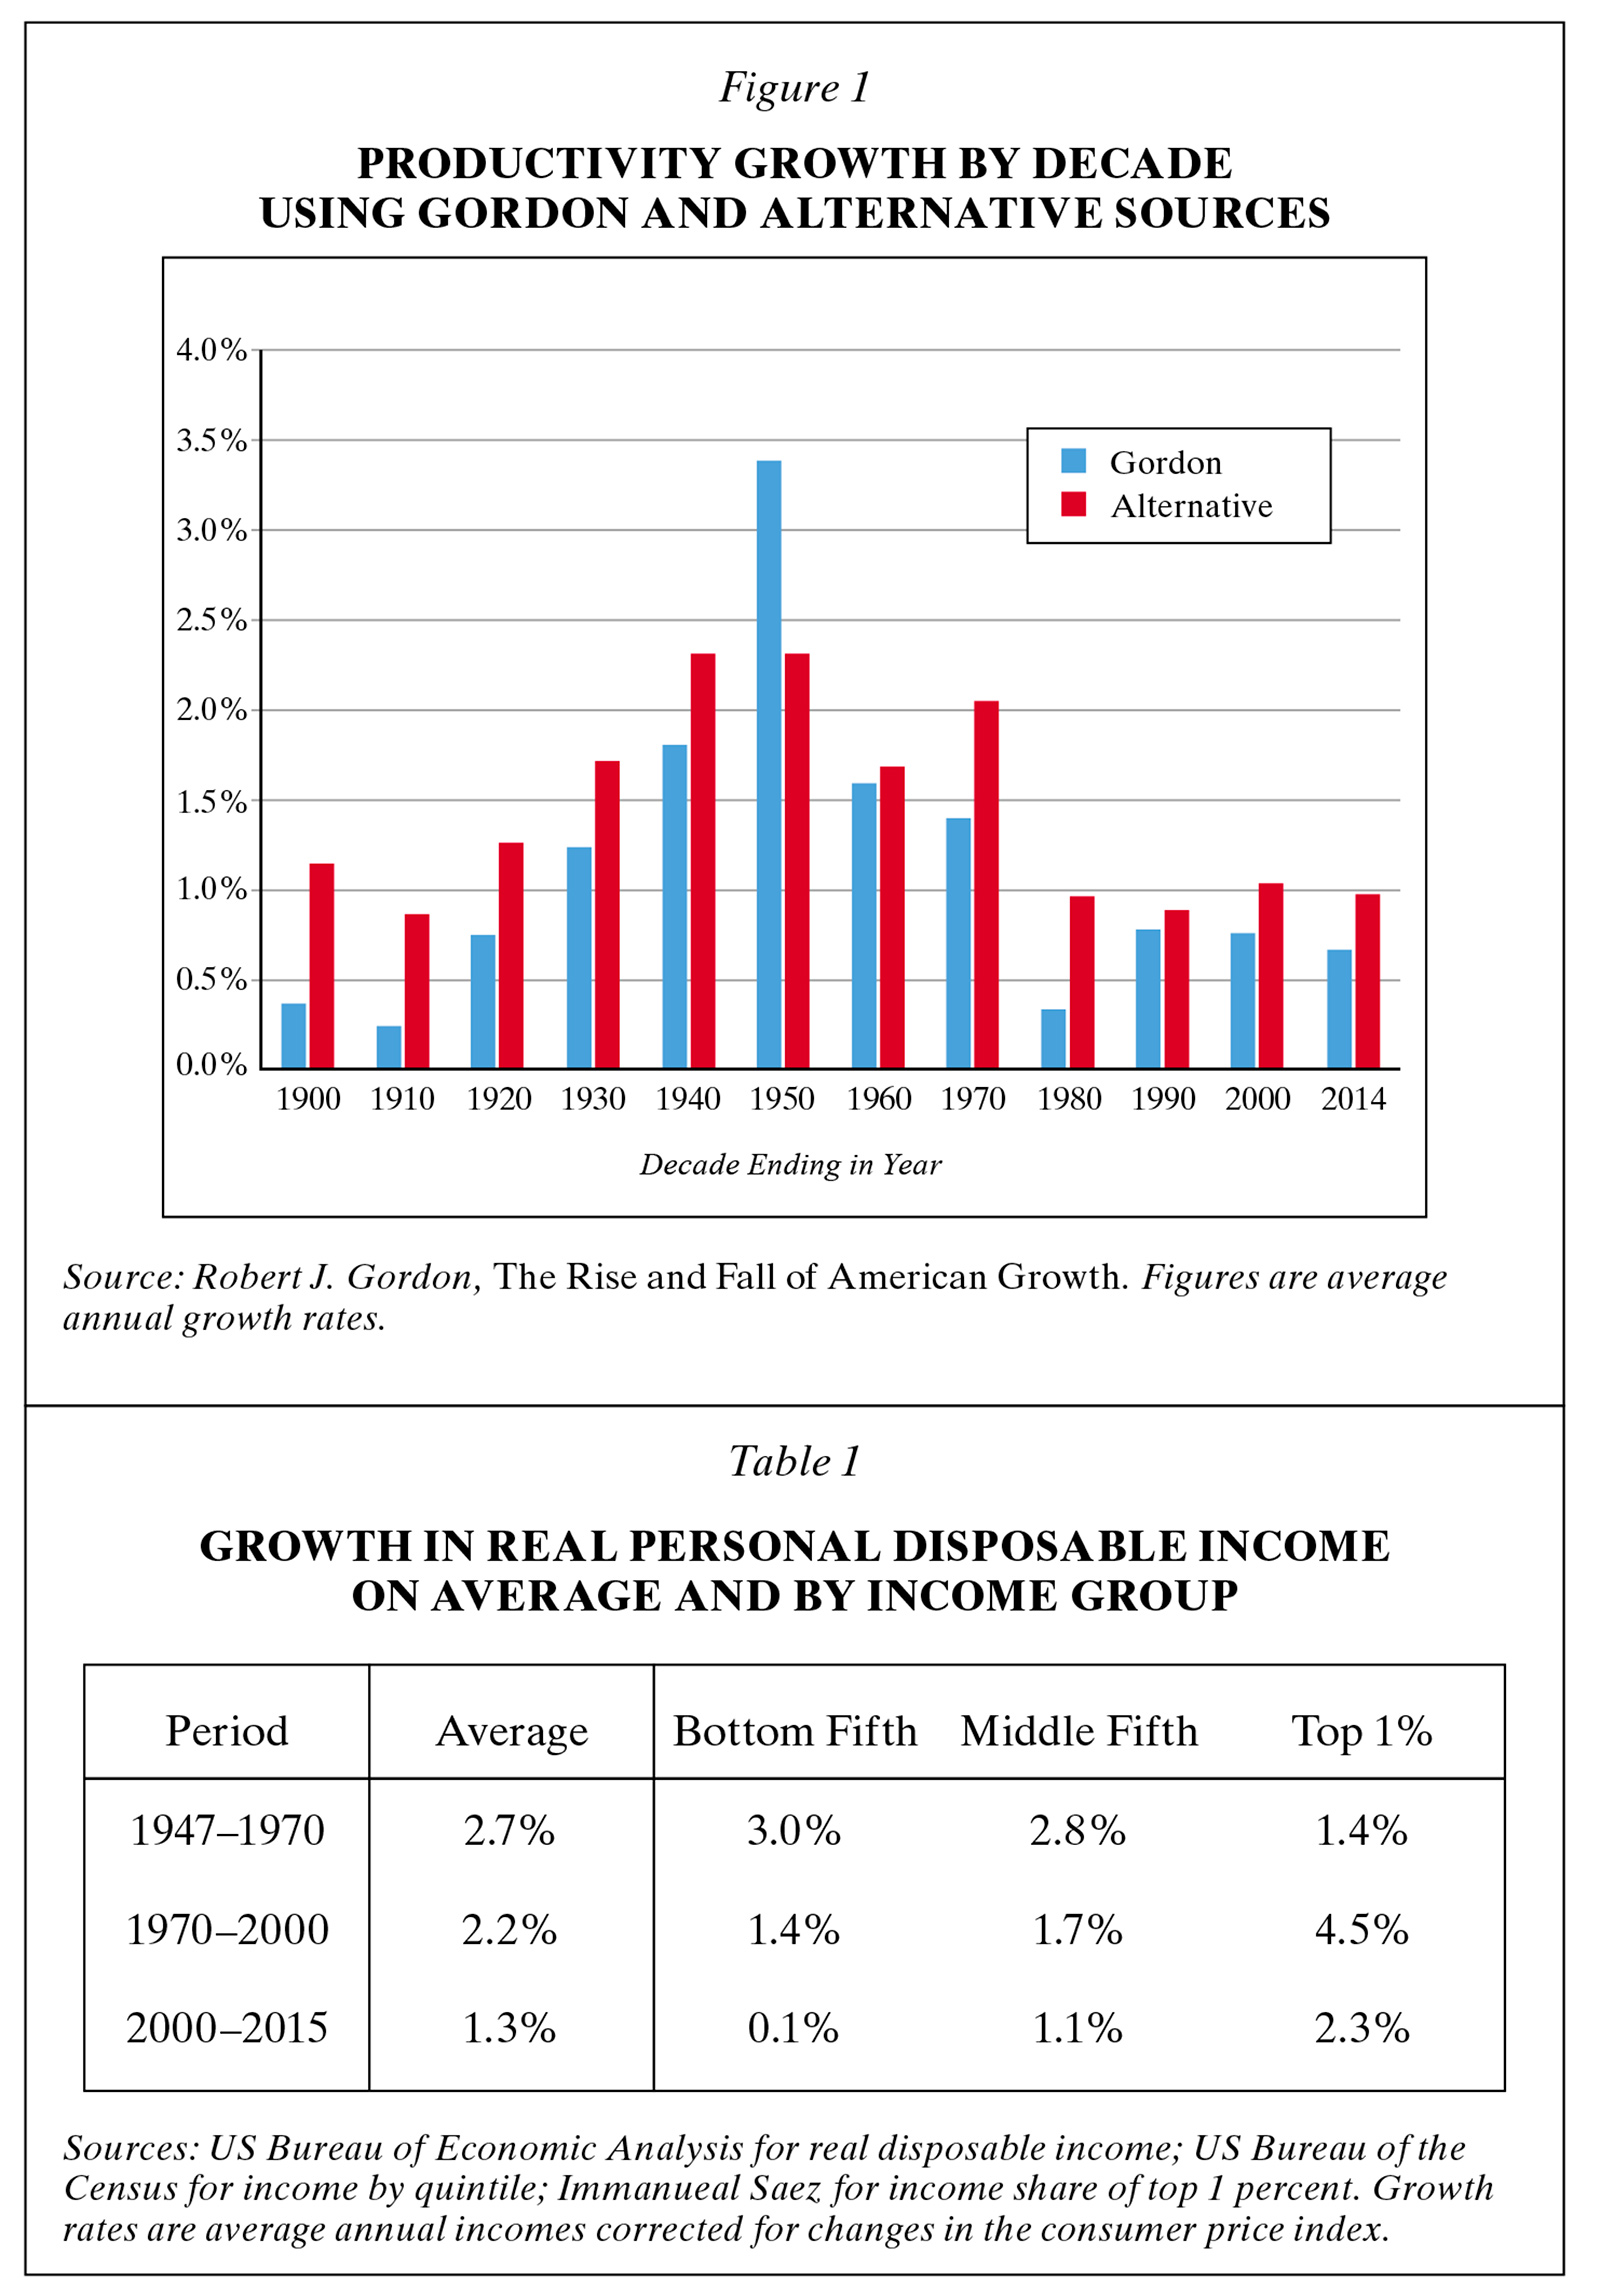 Figure 1
PRODUCTIVITY GROWTH BY DECADE
USING GORDON AND ALTERNATIVE SOURCES
4.0%
3.5%
3.0%
2.5%
2.0%
1.5%
1.0%
0.5%
0.0%
Gordon
Alternative
1900 1910 1920 1930 1940 1950 1960 1970 1980 1990 2000 2014
Decade Ending in Year
Source: Robert J. Gordon, The Rise and Fall of American Growth. Figures are average
annual growth rates.
Table 1
GROWTH IN REAL PERSONAL DISPOSABLE INCOME
ON AVERAGE AND BY INCOME GROUP
Period Average Bottom Fifth Middle Fifth Top 1%
1947–1970 2.7% 3.0% 2.8% 1.4%
1970–2000 2.2% 1.4% 1.7% 4.5%
2000–2015 1.3% 0.1% 1.1% 2.3%
Sources: US Bureau of Economic Analysis for real disposable income; US Bureau of the
Census for income by quintile; Immanueal Saez for income share of top 1 percent. Growth
rates are average annual incomes corrected for changes in the consumer price index.